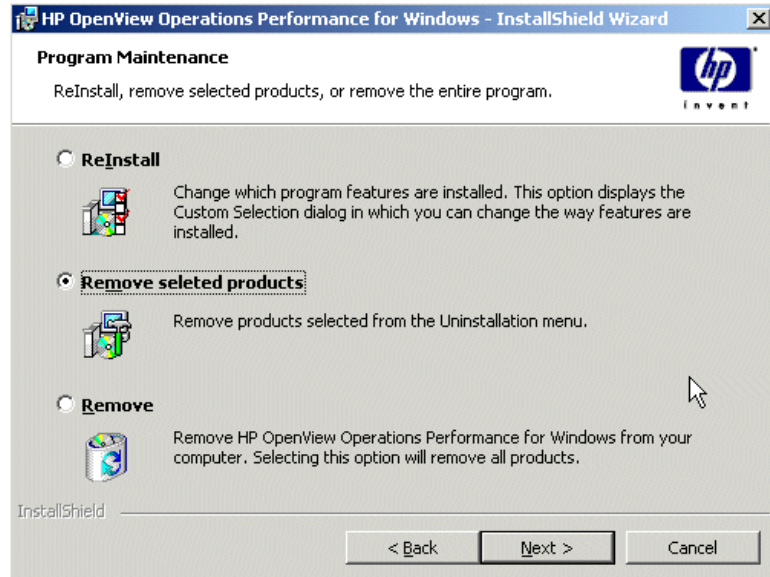 HP OpenView Operations Performance for Windows - InstallShield Wizard
Program Maintenance
ReInstall, remove selected products, or remove the entire program.
hp
invent
ReInstall
Change which program features are installed. This option displays the
Custom Selection dialog in which you can change the way features are
installed.
Remove seleted products
Remove products selected from the Uninstallation menu.
Remove
Remove HP OpenView Operations Performance for Windows from your
computer. Selecting this option will remove all products.
InstallShield
< Back
Next >
Cancel